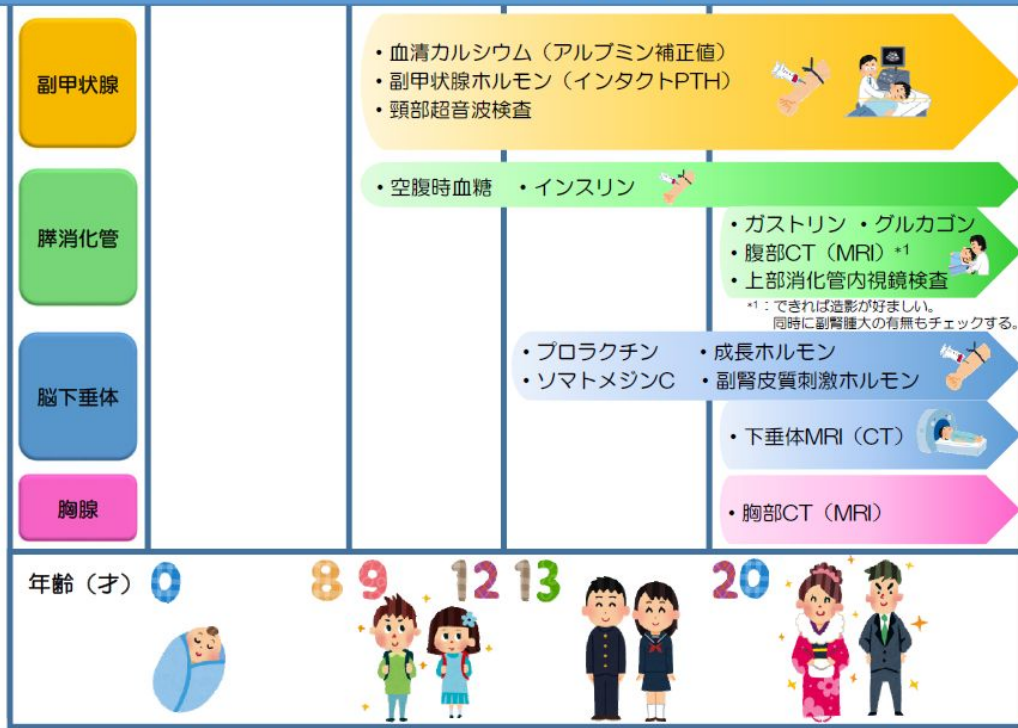 副甲状腺
・血清カルシウム（アルブミン補正値）
・副甲状腺ホルモン（インタクトPTH）
・頸部超音波検査
膵消化管
・空腹時血糖 ・インスリン
・ガストリン ・グルカゴン
・腹部CT（MRI）*1
・上部消化管内視鏡検査
*1：できれば造影が好ましい。
同時に副腎腫大の有無もチェックする。
脳下垂体
・プロラクチン ・成長ホルモン
・ソマトメジンC ・副腎皮質刺激ホルモン
・下垂体MRI（CT）
胸腺
・胸部CT（MRI）
年齢（才） 0 8 9 12 13 20